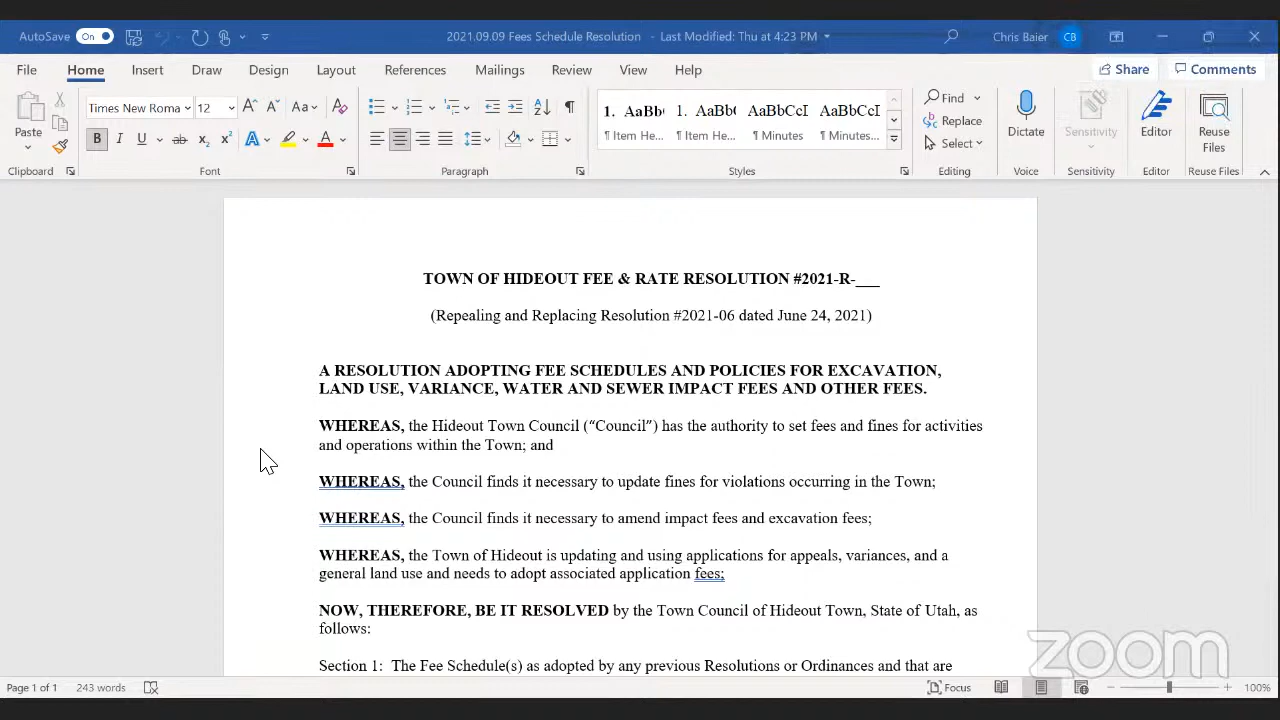 AutoSave On 2021.09.09 Fees Schedule Resolution - Last Modified: Thu at 4:23 PM Chris Baier CB
File Home Insert Draw Design Layout References Mailings Review View Help Share Comments
Paste
Clipboard
Times New Roma 12
Aa
B I U ab x₂ x² A A
Font
Paragraph
1. AaBb( 1. AaBb( AaBbCcI AaBbCcI
¶ Item He... ¶ Item He... ¶ Minutes ¶ Minutes...
Styles
Find
Replace
Select
Editing
Dictate
Voice
Sensitivity
Sensitivity
Editor
Editor
Reuse
Files
Reuse Files
TOWN OF HIDEOUT FEE & RATE RESOLUTION #2021-R-___
(Repealing and Replacing Resolution #2021-06 dated June 24, 2021)
A RESOLUTION ADOPTING FEE SCHEDULES AND POLICIES FOR EXCAVATION,
LAND USE, VARIANCE, WATER AND SEWER IMPACT FEES AND OTHER FEES.
WHEREAS, the Hideout Town Council (“Council”) has the authority to set fees and fines for activities
and operations within the Town; and
WHEREAS, the Council finds it necessary to update fines for violations occurring in the Town;
WHEREAS, the Council finds it necessary to amend impact fees and excavation fees;
WHEREAS, the Town of Hideout is updating and using applications for appeals, variances, and a
general land use and needs to adopt associated application fees;
NOW, THEREFORE, BE IT RESOLVED by the Town Council of Hideout Town, State of Utah, as
follows:
Section 1: The Fee Schedule(s) as adopted by any previous Resolutions or Ordinances and that are
zoom
Page 1 of 1 243 words Focus 100%